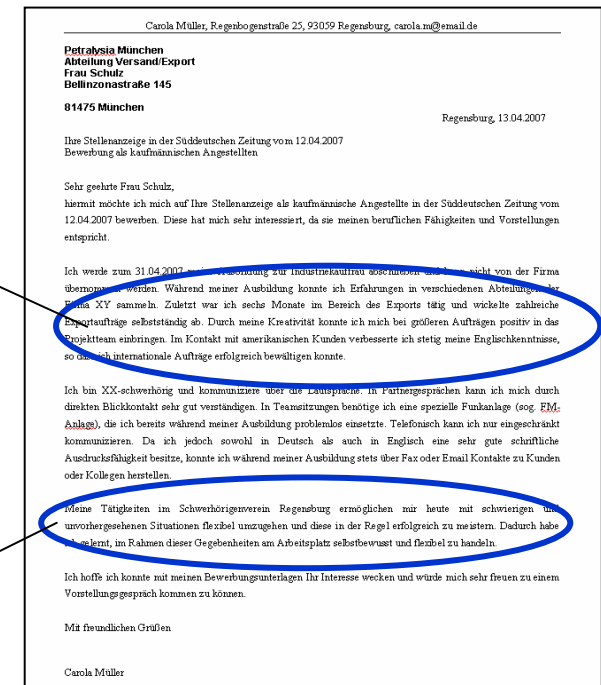 Carola Müller, Regenbogenstraße 25, 93059 Regensburg, carola.m@email.de
Petralysia München
Abteilung Versand/Export
Frau Schulz
Bellinzonastraße 145
81475 München
Regensburg, 13.04.2007
Ihre Stellenanzeige in der Süddeutschen Zeitung vom 12.04.2007
Bewerbung als kaufmännischen Angestellten
Sehr geehrte Frau Schulz,
hiermit möchte ich mich auf Ihre Stellenanzeige als kaufmännische Angestellte in der Süddeutschen Zeitung vom
12.04.2007 bewerben. Diese hat mich sehr interessiert, da sie meinen beruflichen Fähigkeiten und Vorstellungen
entspricht.
Ich werde zum 31.04.2007 meine Ausbildung zur Industriekauffrau abschließen und kann nicht von der Firma
übernommen werden. Während meiner Ausbildung konnte ich Erfahrungen in verschiedenen Abteilungen der
Firma XY sammeln. Zuletzt war ich sechs Monate im Bereich des Exports tätig und wickelte zahlreiche
Exportaufträge selbstständig ab. Durch meine Kreativität konnte ich mich bei größeren Aufträgen positiv in das
Projektteam einbringen. Im Kontakt mit amerikanischen Kunden verbesserte ich stetig meine Englischkenntnisse,
so dass ich internationale Aufträge erfolgreich bewältigen konnte.
Ich bin XX-schwerhörig und kommuniziere über die Lautsprache. In Partnergesprächen kann ich mich durch
direkten Blickkontakt sehr gut verständigen. In Teamsitzungen benötige ich eine spezielle Funkanlage (sog. FM-
Anlage), die ich bereits während meiner Ausbildung problemlos einsetzte. Telefonisch kann ich nur eingeschränkt
kommunizieren. Da ich jedoch sowohl in Deutsch als auch in Englisch eine sehr gute schriftliche
Ausdrucksfähigkeit besitze, konnte ich während meiner Ausbildung stets über Fax oder Email Kontakte zu Kunden
oder Kollegen herstellen.
Meine Tätigkeiten im Schwerhörigenverein Regensburg ermöglichen mir heute mit schwierigen und
unvorhergesehenen Situationen flexibel umzugehen und diese in der Regel erfolgreich zu meistern. Dadurch habe
ich gelernt, im Rahmen dieser Gegebenheiten am Arbeitsplatz selbstbewusst und flexibel zu handeln.
Ich hoffe ich konnte mit meinen Bewerbungsunterlagen Ihr Interesse wecken und würde mich sehr freuen zu einem
Vorstellungsgespräch kommen zu können.
Mit freundlichen Grüßen
Carola Müller